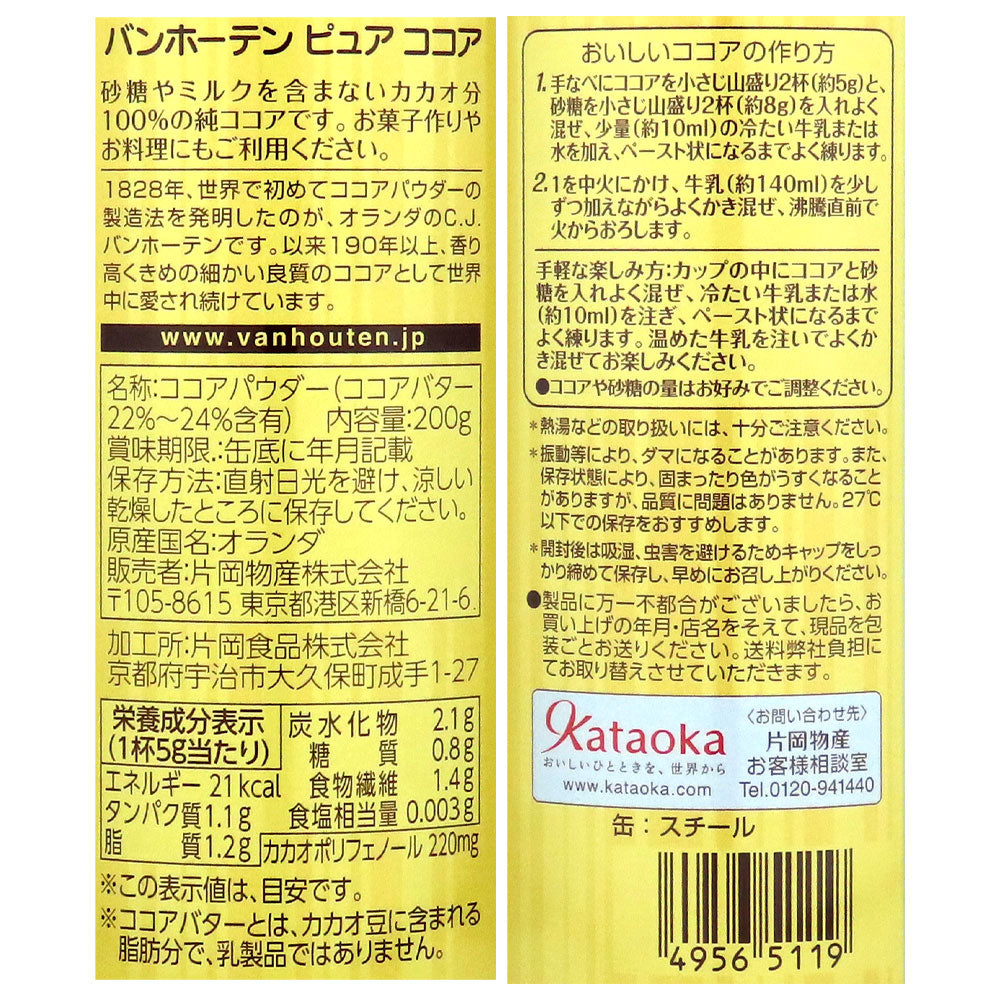 バンホーテン ピュア ココア
砂糖やミルクを含まないカカオ分
100%の純ココアです。お菓子作りや
お料理にもご利用ください。
1828年、世界で初めてココアパウダーの
製造法を発明したのが、オランダのC.J.
バンホーテンです。以来190年以上、香り
高くきめの細かい良質のココアとして世界
中に愛され続けています。
www.vanhouten.jp
名称:ココアパウダー(ココアバター
22%～24%含有) 内容量:200g
賞味期限.:缶底に年月記載
保存方法:直射日光を避け、涼しい
乾燥したところに保存してください。
原産国名:オランダ
販売者:片岡物産株式会社
〒105-8615 東京都港区新橋6-21-6.
加工所:片岡食品株式会社
京都府宇治市大久保町成手1-27
栄養成分表示
(1杯5g当たり)
エネルギー 21kcal
タンパク質1.1g
脂 質1.2g
炭水化物 2.1g
糖 質 0.8g
食物繊維 1.4g
食塩相当量 0.003g
カカオポリフェノール 220mg
※この表示値は、目安です。
※ココアバターとは、カカオ豆に含まれる
脂肪分で、乳製品ではありません。
おいしいココアの作り方
1.手なべにココアを小さじ山盛り2杯(約5g)と、
砂糖を小さじ山盛り2杯(約8g)を入れよく
混ぜ、少量(約10ml)の冷たい牛乳または
水を加え、ペースト状になるまでよく練ります。
2.1を中火にかけ、牛乳(約140ml)を少し
ずつ加えながらよくかき混ぜ、沸騰直前で
火からおろします。
手軽な楽しみ方:カップの中にココアと砂
糖を入れよく混ぜ、冷たい牛乳または水
(約10ml)を注ぎ、ペースト状になるまで
よく練ります。温めた牛乳を注いでよくか
き混ぜてお楽しみください。
●ココアや砂糖の量はお好みでご調整ください。
*熱湯などの取り扱いには、十分ご注意ください。
*振動等により、ダマになることがあります。また、
保存状態により、固まったり色がうすくなること
がありますが、品質に問題はありません。27℃
以下での保存をおすすめします。
*開封後は吸湿、虫害を避けるためキャップをしっ
かり締めて保存し、早めにお召し上がりください。
●製品に万一不都合がございましたら、お
買い上げの年月・店名をそえて、現品を包
装ごとお送りください。送料弊社負担に
てお取り替えさせていただきます。
Kataoka
おいしいひとときを、世界から
www.kataoka.com
〈お問い合わせ先〉
片岡物産
お客様相談室
Tel.0120-941440
缶：スチール
4956 5119